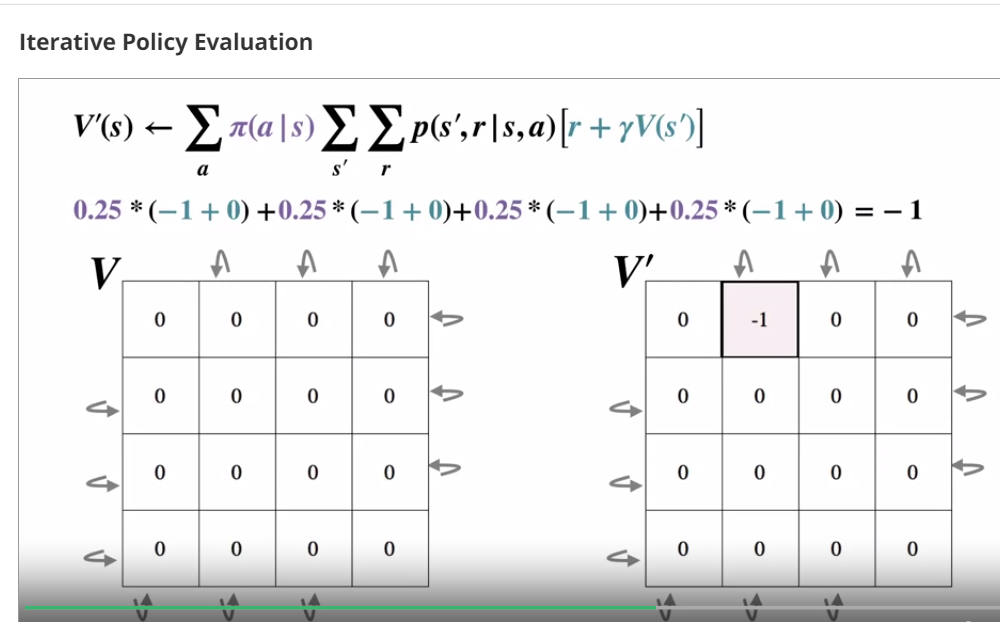 Iterative Policy Evaluation
V′(s) ← ∑ π(a|s) ∑ ∑ p(s′, r|s, a)[r + γV(s′)]
a s′ r
0.25 * (−1 + 0) +0.25 * (−1 + 0)+0.25 * (−1 + 0)+0.25 * (−1 + 0) = − 1
V V′
0 0 0 0 0 -1 0 0
0 0 0 0 0 0 0 0
0 0 0 0 0 0 0 0
0 0 0 0 0 0 0 0